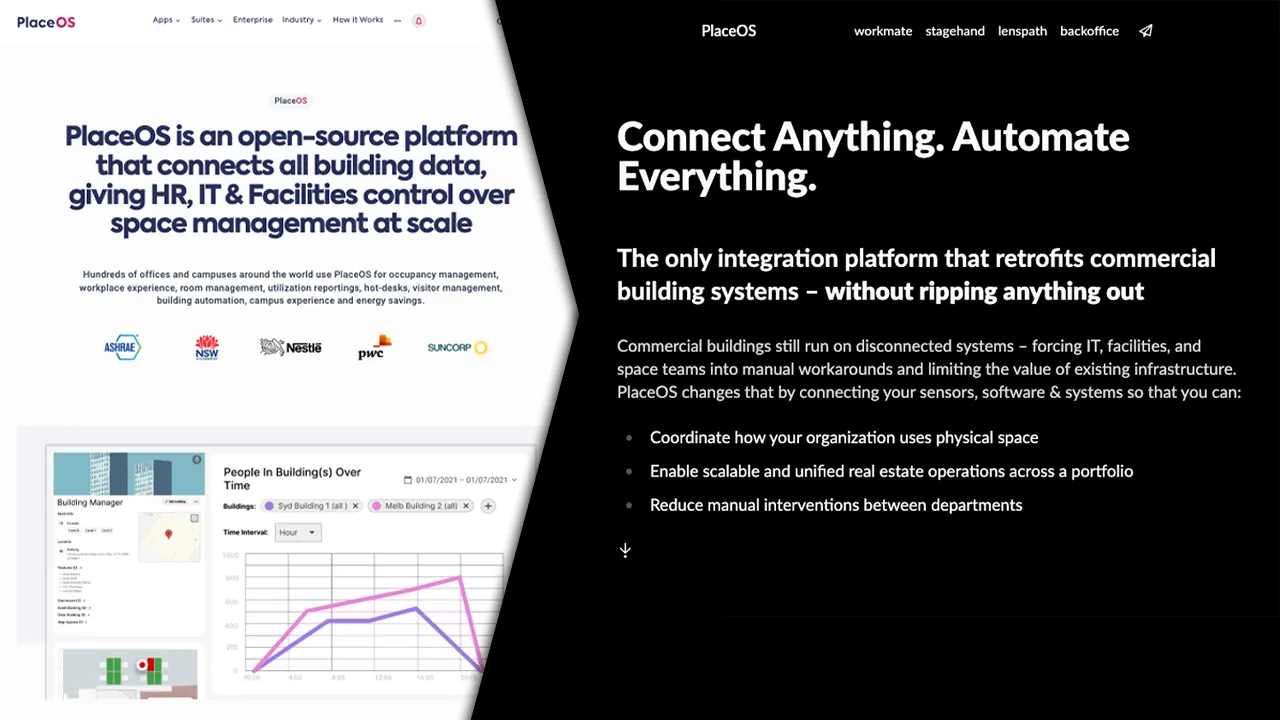 PlaceOS
Apps
Suites
Enterprise
Industry
How it Works
PlaceOS
PlaceOS is an open-source platform
that connects all building data,
giving HR, IT & Facilities control over
space management at scale
Hundreds of offices and campuses around the world use PlaceOS for occupancy management,
workplace experience, room management, utilization reportings, hot-desks, visitor management,
building automation, campus experience and energy savings.
ASHRAE
NSW
Nestlē
pwc
SUNCORP
Building Manager
People In Building(s) Over
Time
01/07/2021 – 01/07/2021
Buildings:
Syd Building 1 (all )
Melb Building 2 (all)
Time Interval:
Hour
1000
800
600
400
200
0
4:00
8:00
12:00
16:00
PlaceOS
workmate
stagehand
lenspath
backoffice
Connect Anything. Automate
Everything.
The only integration platform that retrofits commercial
building systems – without ripping anything out
Commercial buildings still run on disconnected systems – forcing IT, facilities, and
space teams into manual workarounds and limiting the value of existing infrastructure.
PlaceOS changes that by connecting your sensors, software & systems so that you can:
Coordinate how your organization uses physical space
Enable scalable and unified real estate operations across a portfolio
Reduce manual interventions between departments